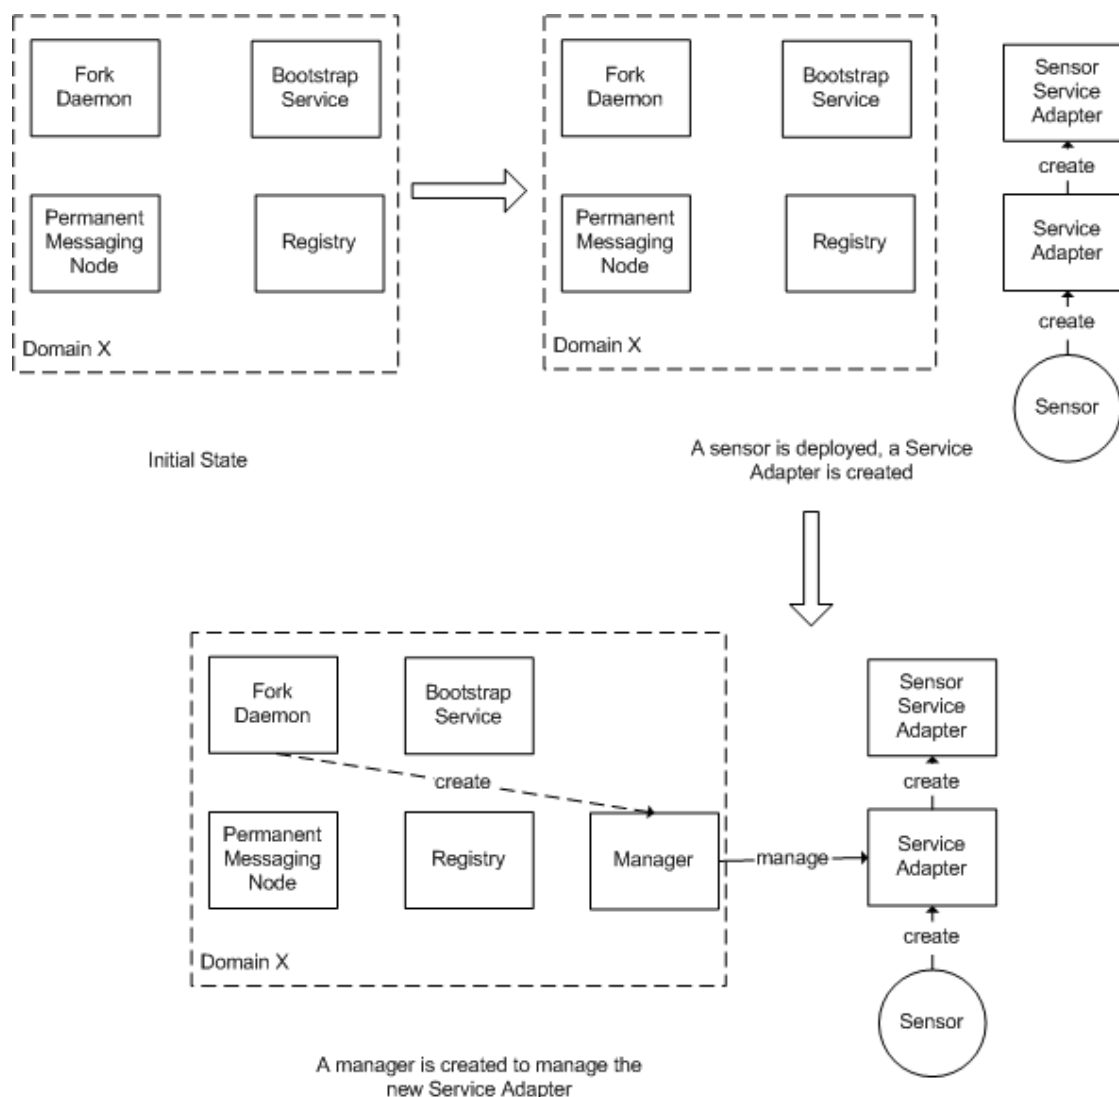 Fork
Daemon
Bootstrap
Service
Permanent
Messaging
Node
Registry
Domain X
Initial State
Fork
Daemon
Bootstrap
Service
Permanent
Messaging
Node
Registry
Domain X
Sensor
Service
Adapter
create
Service
Adapter
create
Sensor
A sensor is deployed, a Service
Adapter is created
Fork
Daemon
Bootstrap
Service
create
Permanent
Messaging
Node
Registry
Manager
manage
Domain X
Sensor
Service
Adapter
create
Service
Adapter
create
Sensor
A manager is created to manage the
new Service Adapter